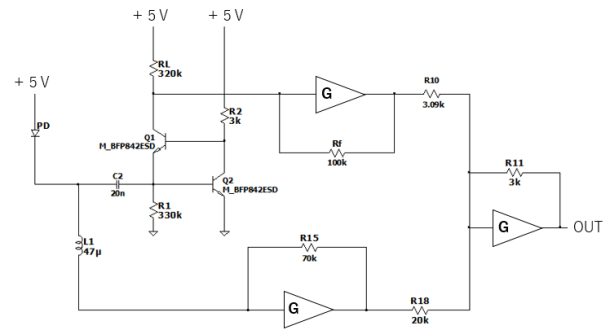 + 5 V
+ 5 V
+ 5 V
RL
320k
PD
R2
3k
Q1
M_BFP842ESD
G
Rf
100k
R10
3.09k
C2
20n
Q2
M_BFP842ESD
R1
330k
R11
3k
G
OUT
L1
47µ
R15
70k
G
R18
20k